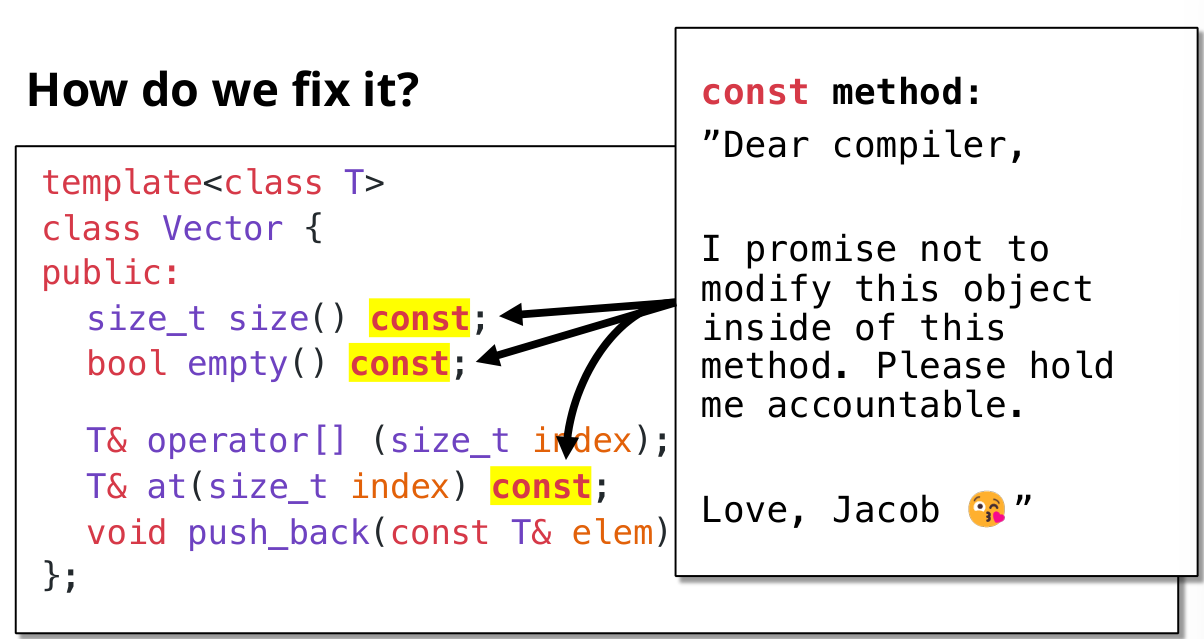 How do we fix it?
template<class T>
class Vector {
public:
size_t size() const;
bool empty() const;
T& operator[] (size_t index);
T& at(size_t index) const;
void push_back(const T& elem)
};
const method:
”Dear compiler,
I promise not to
modify this object
inside of this
method. Please hold
me accountable.
Love, Jacob 😘”